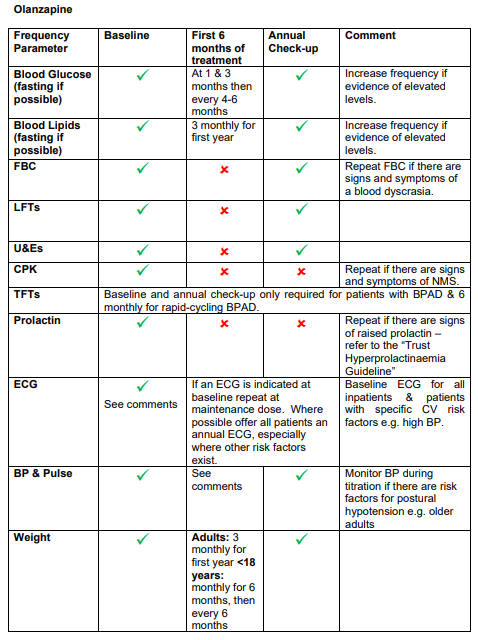 Olanzapine
Frequency Parameter | Baseline | First 6 months of treatment | Annual Check-up | Comment
Blood Glucose (fasting if possible) | ✓ | At 1 & 3 months then every 4-6 months | ✓ | Increase frequency if evidence of elevated levels.
Blood Lipids (fasting if possible) | ✓ | 3 monthly for first year | ✓ | Increase frequency if evidence of elevated levels.
FBC | ✓ | ✘ | ✓ | Repeat FBC if there are signs and symptoms of a blood dyscrasia.
LFTs | ✓ | ✘ | ✓
U&Es | ✓ | ✘ | ✓
CPK | ✓ | ✘ | ✘ | Repeat if there are signs and symptoms of NMS.
TFTs | Baseline and annual check-up only required for patients with BPAD & 6 monthly for rapid-cycling BPAD.
Prolactin | ✓ | ✘ | ✘ | Repeat if there are signs of raised prolactin – refer to the “Trust Hyperprolactinaemia Guideline”
ECG | ✓ See comments | If an ECG is indicated at baseline repeat at maintenance dose. Where possible offer all patients an annual ECG, especially where other risk factors exist. | Baseline ECG for all inpatients & patients with specific CV risk factors e.g. high BP.
BP & Pulse | ✓ | See comments | ✓ | Monitor BP during titration if there are risk factors for postural hypotension e.g. older adults
Weight | ✓ | Adults: 3 monthly for first year <18 years: monthly for 6 months, then every 6 months | ✓